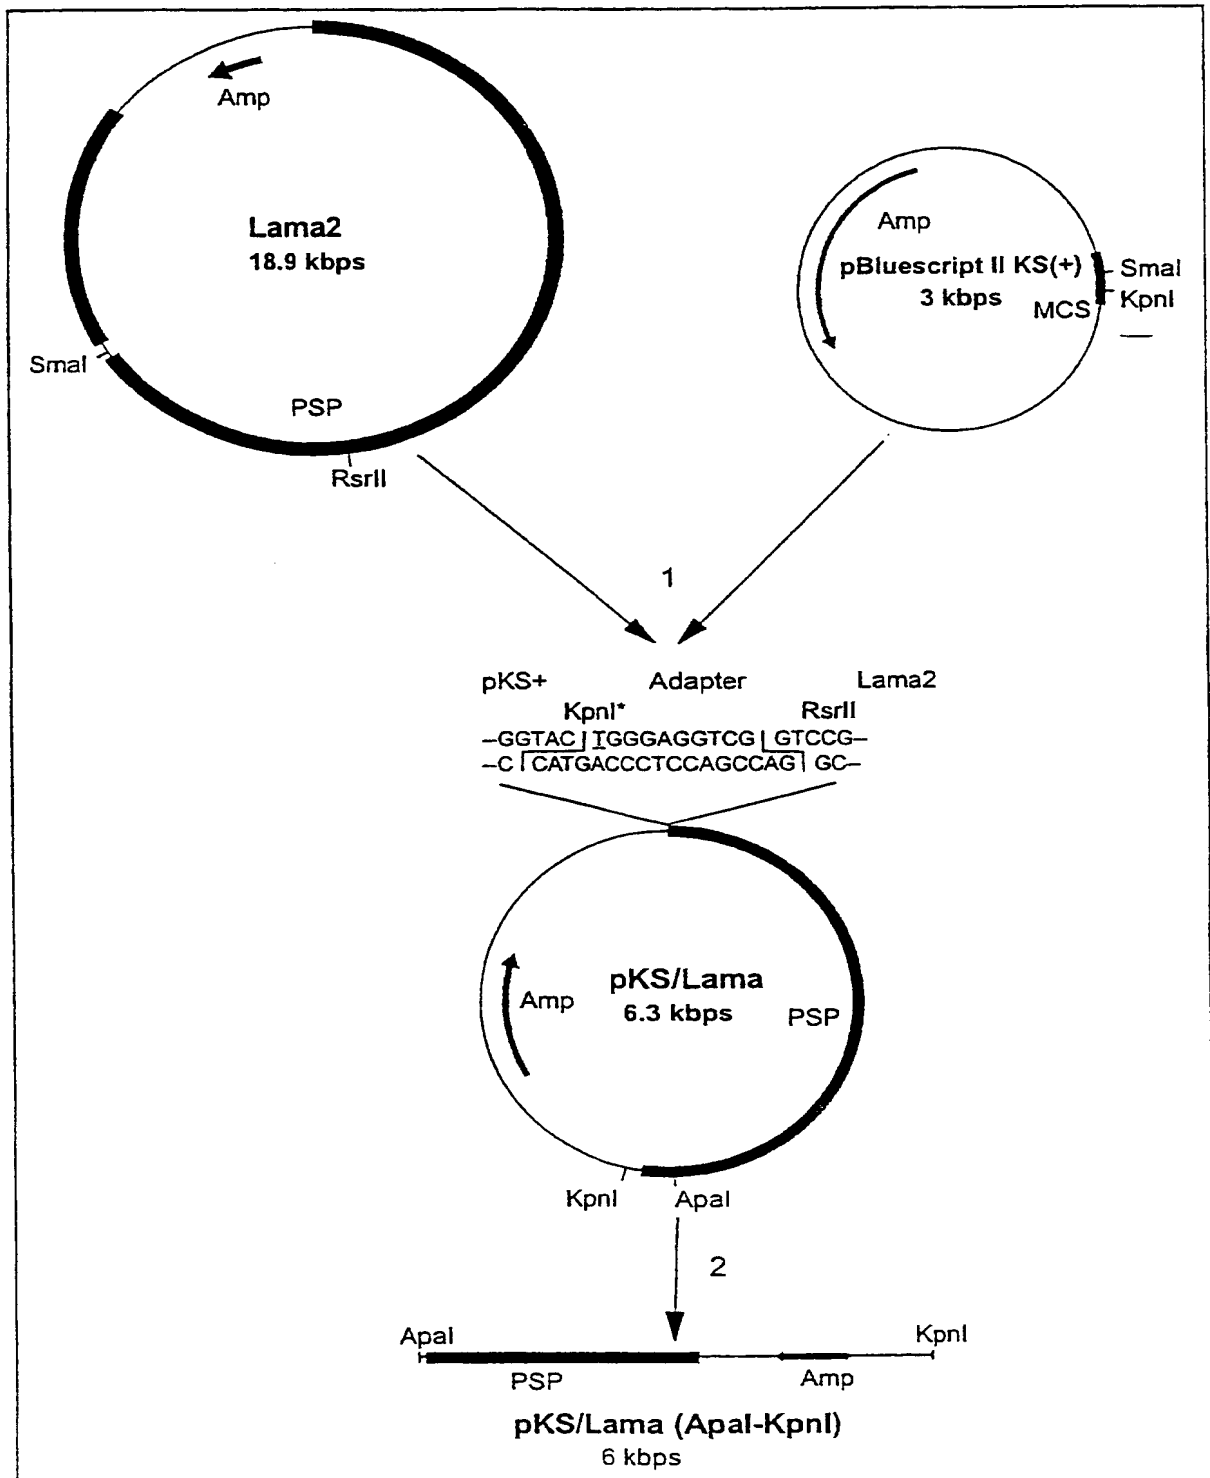 Amp
Lama2
18.9 kbps
SmaI
PSP
RsrII
Amp
pBluescript II KS(+)
3 kbps
SmaI
KpnI
MCS
1
pKS+ Adapter Lama2
KpnI* RsrII
–GGTAC TGGGAGGTCG GTCCG–
–C CATGACCCTCCAGCCAG GC–
pKS/Lama
6.3 kbps
Amp
PSP
KpnI
ApaI
2
ApaI
KpnI
PSP
Amp
pKS/Lama (ApaI-KpnI)
6 kbps